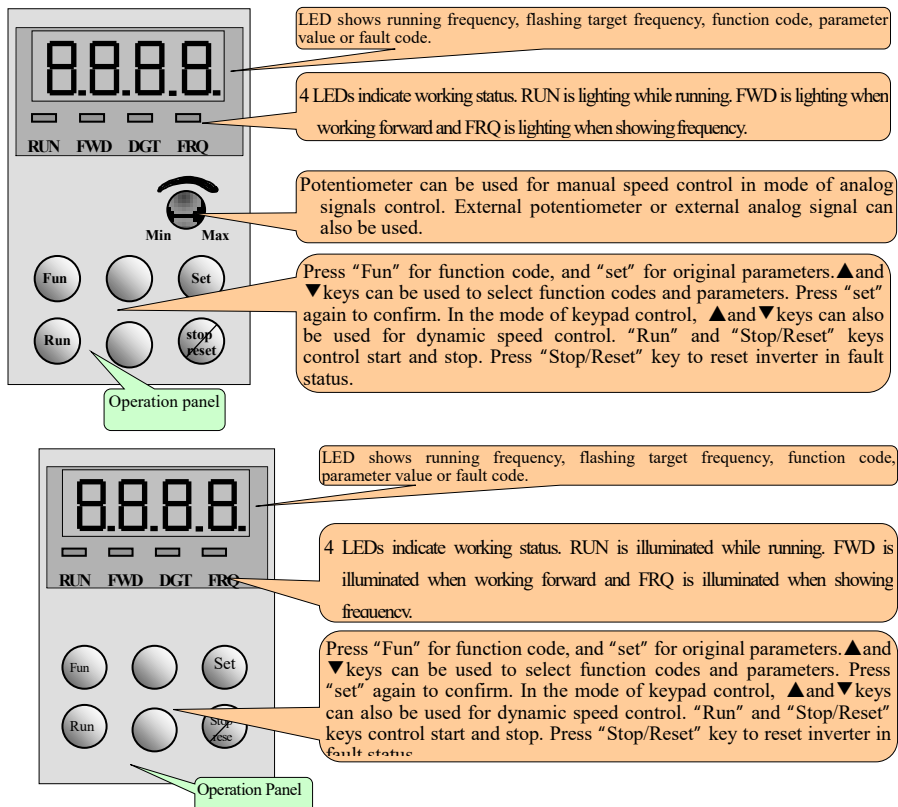 LED shows running frequency, flashing target frequency, function code, parameter
value or fault code.
8.8.8.8.
4 LEDs indicate working status. RUN is lighting while running. FWD is lighting when
working forward and FRQ is lighting when showing frequency.
RUN FWD DGT FRQ
Potentiometer can be used for manual speed control in mode of analog
signals control. External potentiometer or external analog signal can
also be used.
Min Max
Press "Fun" for function code, and "set" for original parameters.▲and
▼keys can be used to select function codes and parameters. Press "set"
again to confirm. In the mode of keypad control, ▲and▼keys can also
be used for dynamic speed control. "Run" and "Stop/Reset" keys
control start and stop. Press "Stop/Reset" key to reset inverter in fault
status.
Fun Set
Run stop
reset
Operation panel
LED shows running frequency, flashing target frequency, function code,
parameter value or fault code.
8.8.8.8.
4 LEDs indicate working status. RUN is illuminated while running. FWD is
illuminated when working forward and FRQ is illuminated when showing
frequency.
RUN FWD DGT FRQ
Press "Fun" for function code, and "set" for original parameters.▲and
▼keys can be used to select function codes and parameters. Press
"set" again to confirm. In the mode of keypad control, ▲and▼keys
can also be used for dynamic speed control. "Run" and "Stop/Reset"
keys control start and stop. Press "Stop/Reset" key to reset inverter in
fault status
Fun Set
Run Stop
rese
Operation Panel